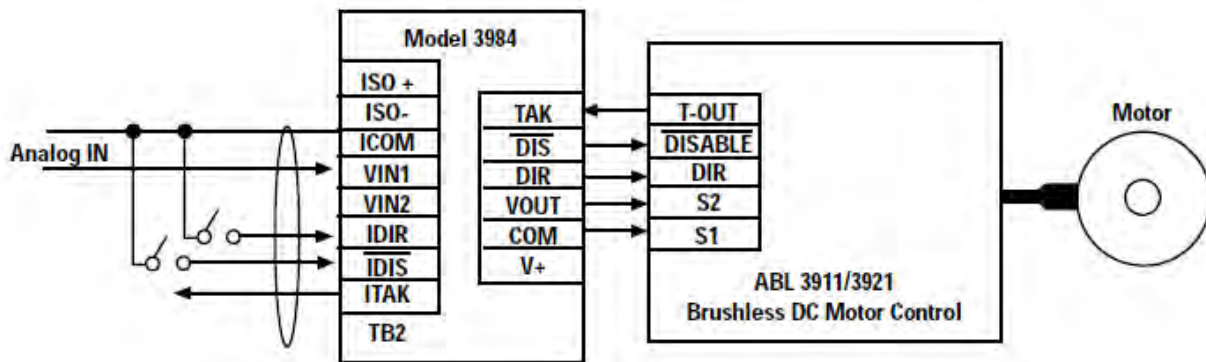 Model 3984
ISO +
ISO-
ICOM
VIN1
VIN2
IDIR
IDIS
ITAK
TB2
Analog IN
TAK
DIS
DIR
VOUT
COM
V+
T-OUT
DISABLE
DIR
S2
S1
ABL 3911/3921
Brushless DC Motor Control
Motor